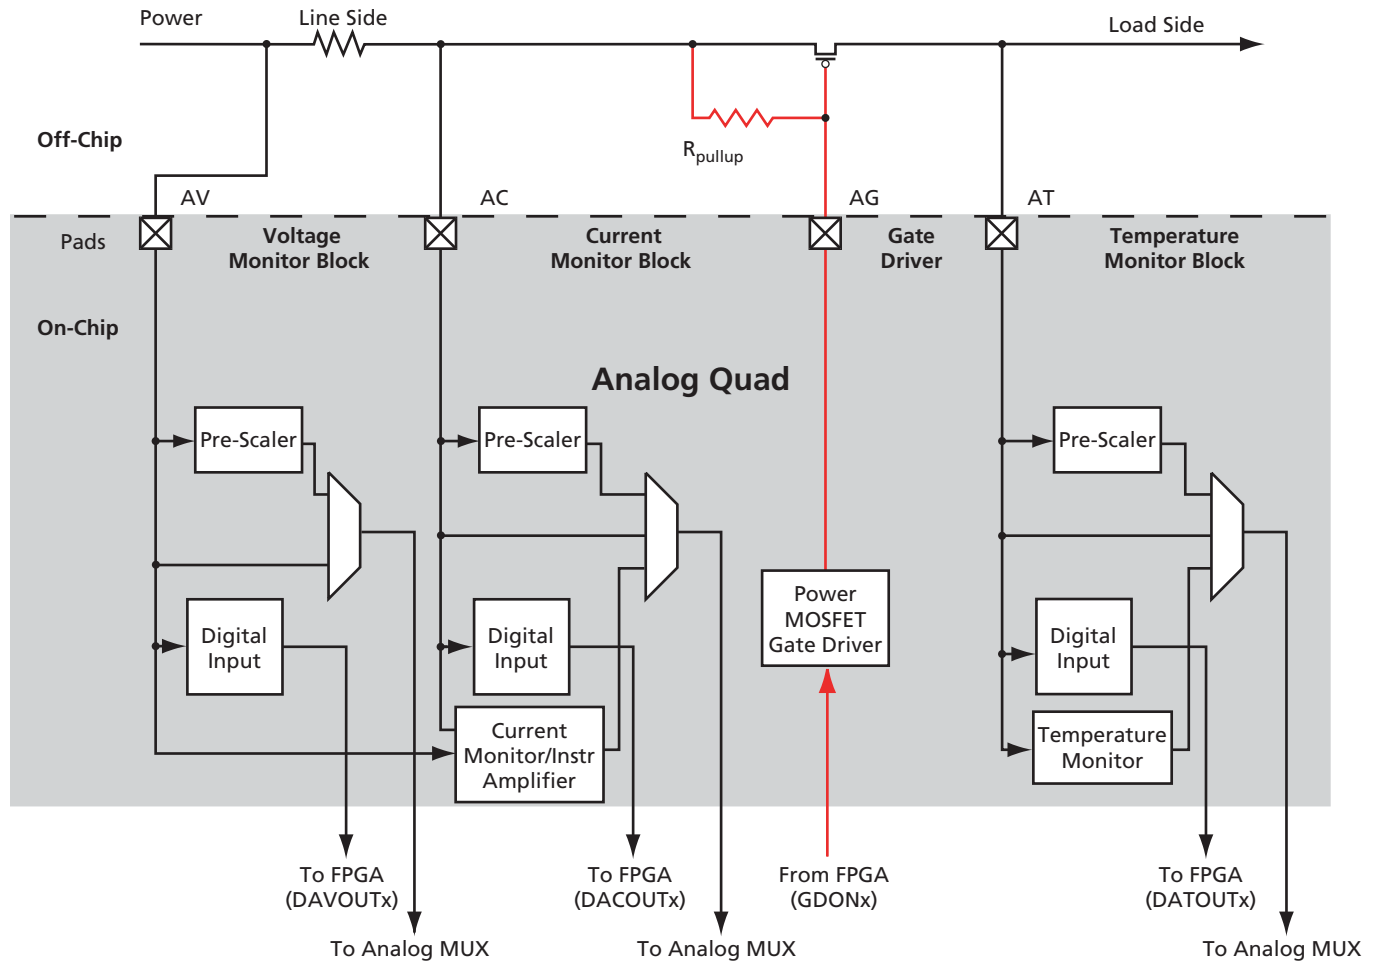 Power
Line Side
Load Side
Off-Chip
Rpullup
AV
AC
AG
AT
Pads
Voltage
Monitor Block
Current
Monitor Block
Gate
Driver
Temperature
Monitor Block
On-Chip
Analog Quad
Pre-Scaler
Pre-Scaler
Pre-Scaler
Power
MOSFET
Gate Driver
Digital
Input
Digital
Input
Digital
Input
Current
Monitor/Instr
Amplifier
Temperature
Monitor
To FPGA
(DAVOUTx)
To FPGA
(DACOUTx)
From FPGA
(GDONx)
To FPGA
(DATOUTx)
To Analog MUX
To Analog MUX
To Analog MUX